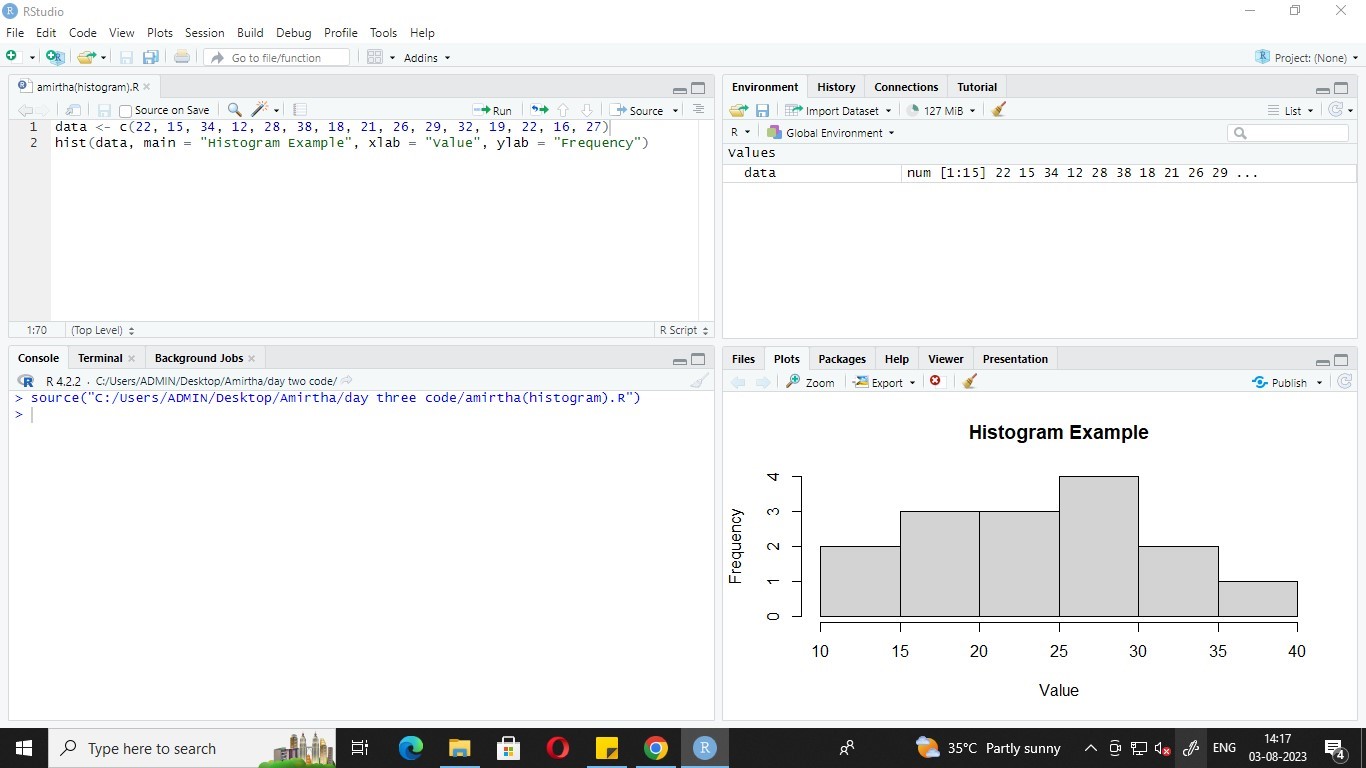 RStudio
File Edit Code View Plots Session Build Debug Profile Tools Help
Go to file/function Addins Project: (None)
amirtha(histogram).R
Source on Save Run Source
1 data <- c(22, 15, 34, 12, 28, 38, 18, 21, 26, 29, 32, 19, 22, 16, 27)
2 hist(data, main = "Histogram Example", xlab = "Value", ylab = "Frequency")
1:70 (Top Level) R Script
Console Terminal Background Jobs
R 4.2.2 · C:/Users/ADMIN/Desktop/Amirtha/day two code/
> source("C:/Users/ADMIN/Desktop/Amirtha/day three code/amirtha(histogram).R")
>
Environment History Connections Tutorial
Import Dataset 127 MiB List
R Global Environment
Values
data num [1:15] 22 15 34 12 28 38 18 21 26 29 ...
Files Plots Packages Help Viewer Presentation
Zoom Export Publish
Histogram Example
Frequency
4
3
2
1
0
10 15 20 25 30 35 40
Value
Type here to search
35°C Partly sunny ENG
14:17
03-08-2023
4